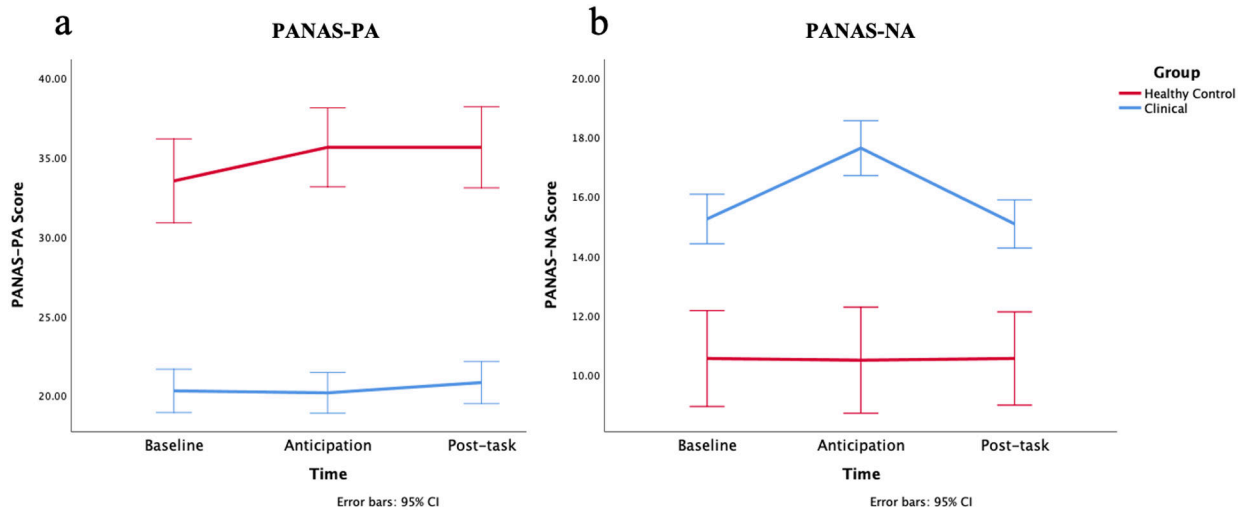 a
PANAS-PA
40.00
35.00
30.00
25.00
20.00
PANAS-PA Score
Baseline
Anticipation
Post-task
Time
Error bars: 95% CI
b
PANAS-NA
20.00
18.00
16.00
14.00
12.00
10.00
PANAS-NA Score
Baseline
Anticipation
Post-task
Time
Error bars: 95% CI
Group
Healthy Control
Clinical